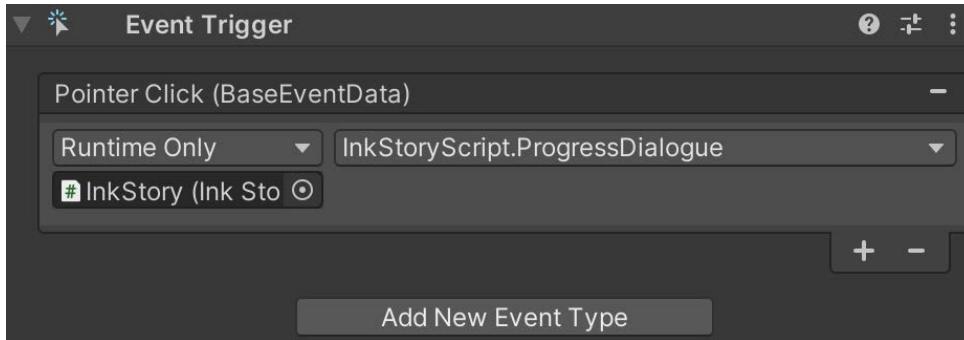 Event Trigger
Pointer Click (BaseEventData)
Runtime Only InkStoryScript.ProgressDialogue
InkStory (Ink Sto
Add New Event Type